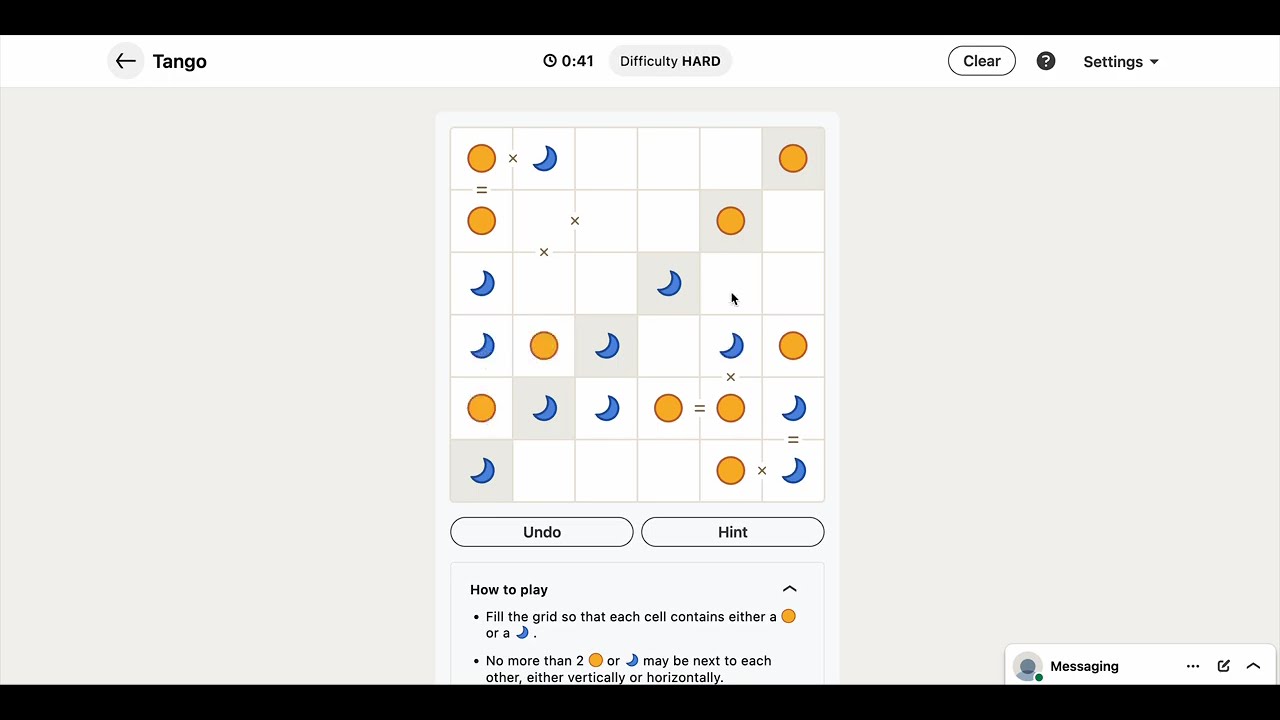 Tango
0:41
Difficulty HARD
Clear
?
Settings
×
=
×
×
×
=
=
×
Undo
Hint
How to play
• Fill the grid so that each cell contains either a
or a .
• No more than 2 or may be next to each
other, either vertically or horizontally.
Messaging